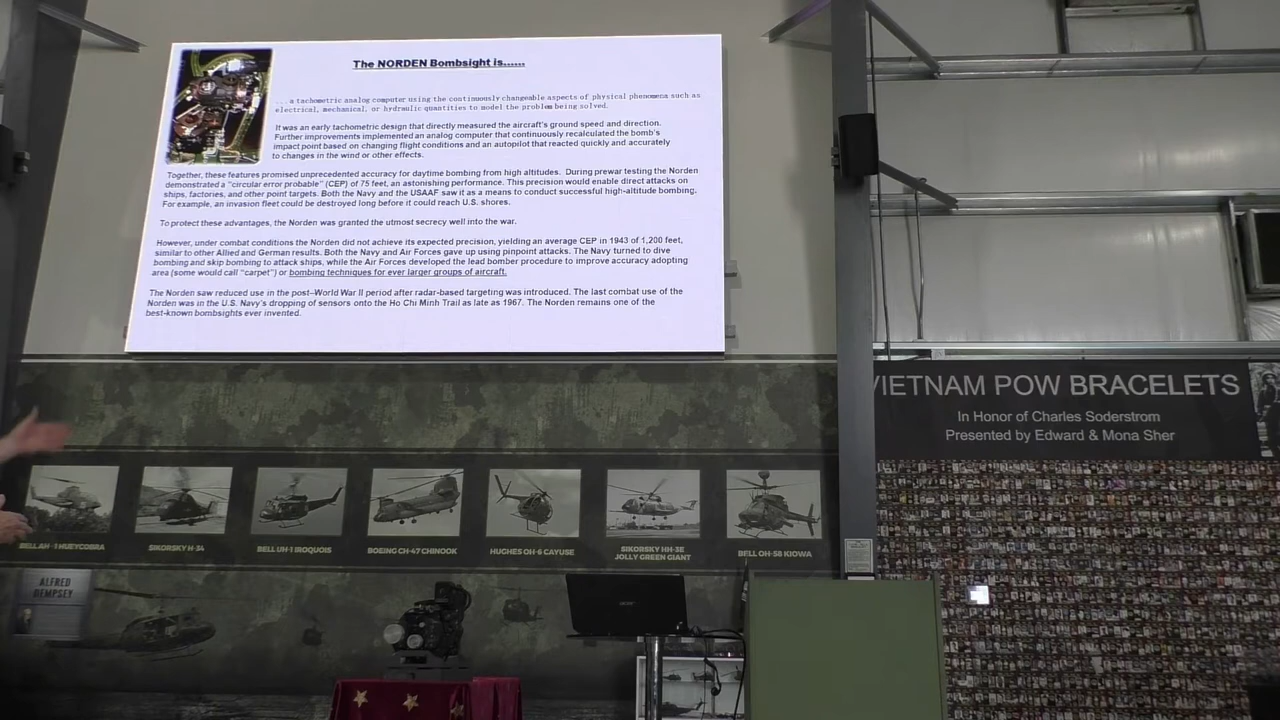 The NORDEN Bombsight is......
. . . a tachometric analog computer using the continuously changeable aspects of physical phenomena such as
electrical, mechanical, or hydraulic quantities to model the problem being solved.
It was an early tachometric design that directly measured the aircraft's ground speed and direction.
Further improvements implemented an analog computer that continuously recalculated the bomb's
impact point based on changing flight conditions and an autopilot that reacted quickly and accurately
to changes in the wind or other effects.
Together, these features promised unprecedented accuracy for daytime bombing from high altitudes. During prewar testing the Norden
demonstrated a "circular error probable" (CEP) of 75 feet, an astonishing performance. This precision would enable direct attacks on
ships, factories, and other point targets. Both the Navy and the USAAF saw it as a means to conduct successful high-altitude bombing.
For example, an invasion fleet could be destroyed long before it could reach U.S. shores.
To protect these advantages, the Norden was granted the utmost secrecy well into the war.
However, under combat conditions the Norden did not achieve its expected precision, yielding an average CEP in 1943 of 1,200 feet,
similar to other Allied and German results. Both the Navy and Air Forces gave up using pinpoint attacks. The Navy turned to dive
bombing and skip bombing to attack ships, while the Air Forces developed the lead bomber procedure to improve accuracy adopting
area (some would call "carpet") or bombing techniques for ever larger groups of aircraft.
The Norden saw reduced use in the post–World War II period after radar-based targeting was introduced. The last combat use of the
Norden was in the U.S. Navy's dropping of sensors onto the Ho Chi Minh Trail as late as 1967. The Norden remains one of the
best-known bombsights ever invented.
VIETNAM POW BRACELETS
In Honor of Charles Soderstrom
Presented by Edward & Mona Sher
BELL AH-1 HUEYCOBRA
SIKORSKY H-34
BELL UH-1 IROQUOIS
BOEING CH-47 CHINOOK
HUGHES OH-6 CAYUSE
SIKORSKY HH-3E
JOLLY GREEN GIANT
BELL OH-58 KIOWA
ALFRED
DEMPSEY
acer